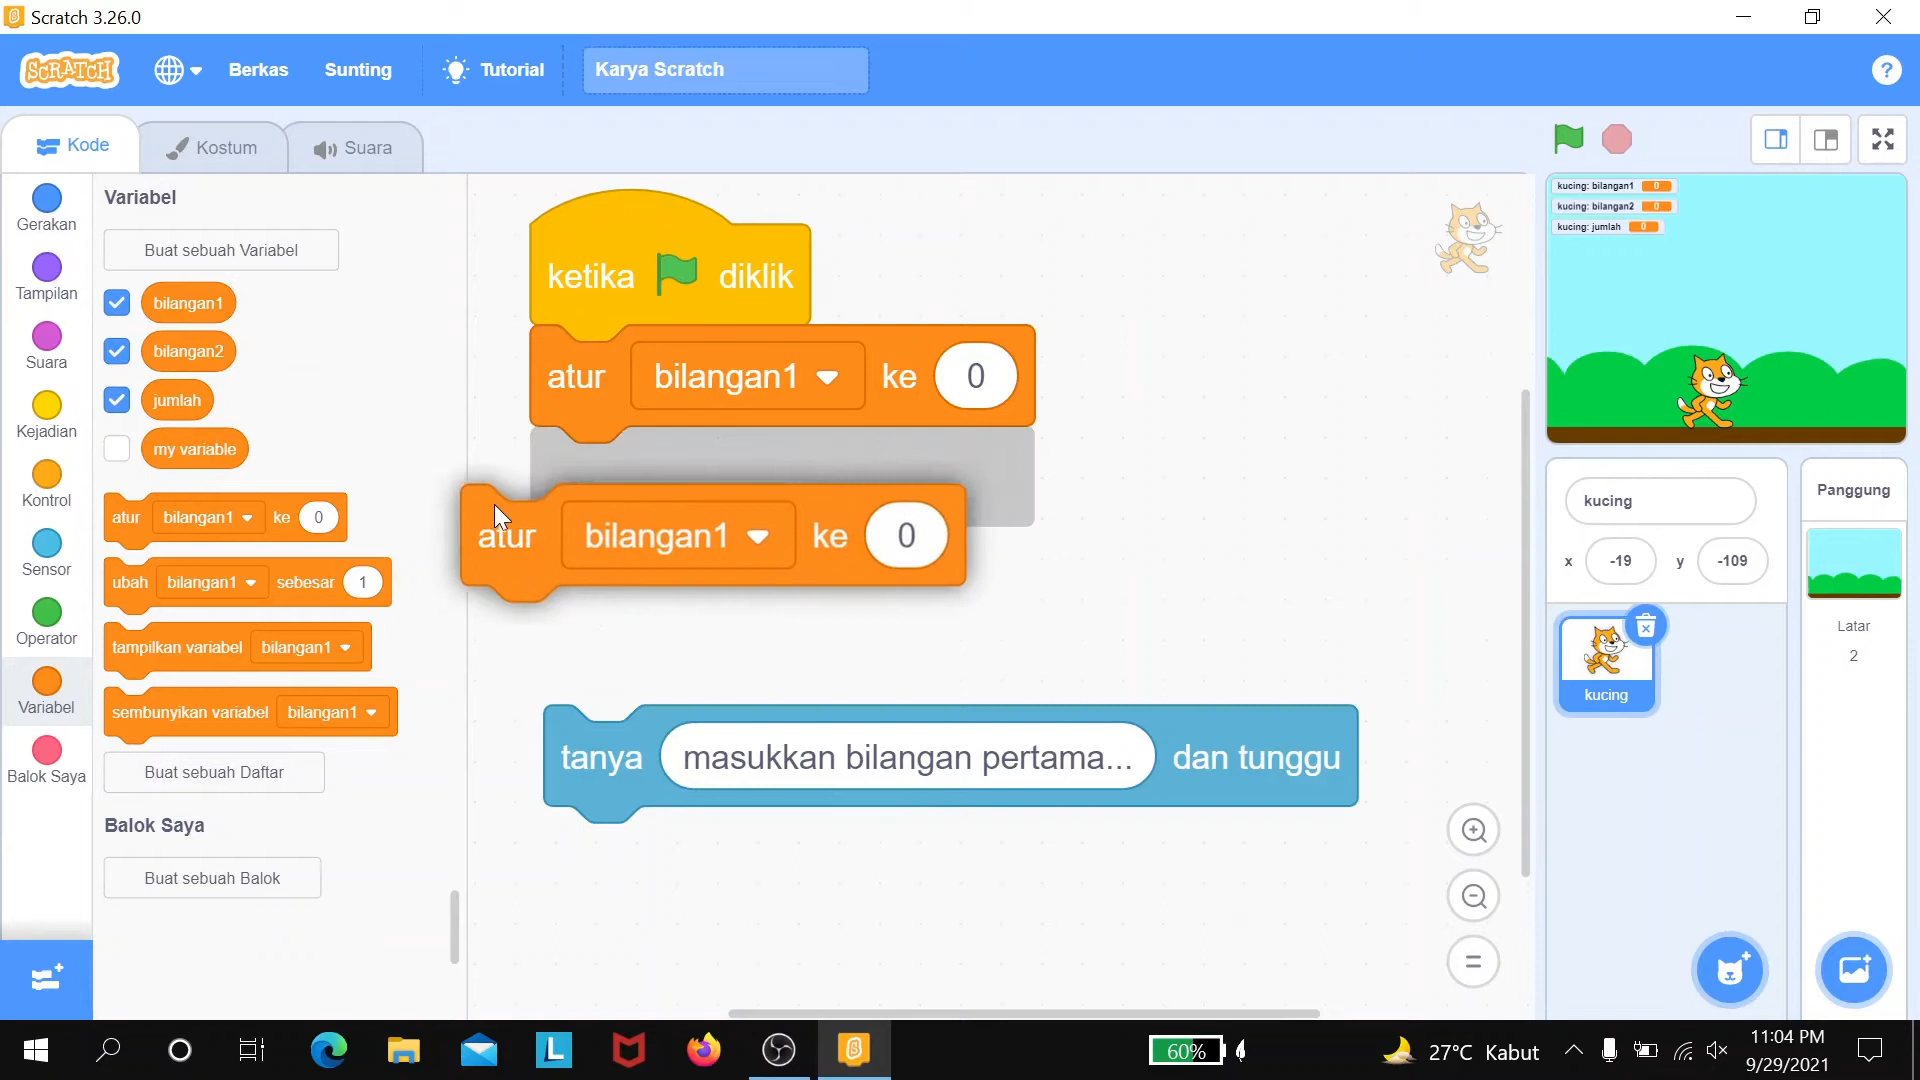 Scratch 3.26.0
SCRATCH
Berkas
Sunting
Tutorial
Karya Scratch
?
Kode
Kostum
Suara
Gerakan
Tampilan
Suara
Kejadian
Kontrol
Sensor
Operator
Variabel
Balok Saya
Variabel
Buat sebuah Variabel
bilangan1
bilangan2
jumlah
my variable
atur bilangan1 ke 0
ubah bilangan1 sebesar 1
tampilkan variabel bilangan1
sembunyikan variabel bilangan1
Buat sebuah Daftar
Balok Saya
Buat sebuah Balok
ketika diklik
atur bilangan1 ke 0
atur bilangan1 ke 0
tanya masukkan bilangan pertama... dan tunggu
kucing: bilangan1 0
kucing: bilangan2 0
kucing: jumlah 0
kucing
x -19 y -109
kucing
Panggung
Latar
2
60%
27°C Kabut
11:04 PM
9/29/2021